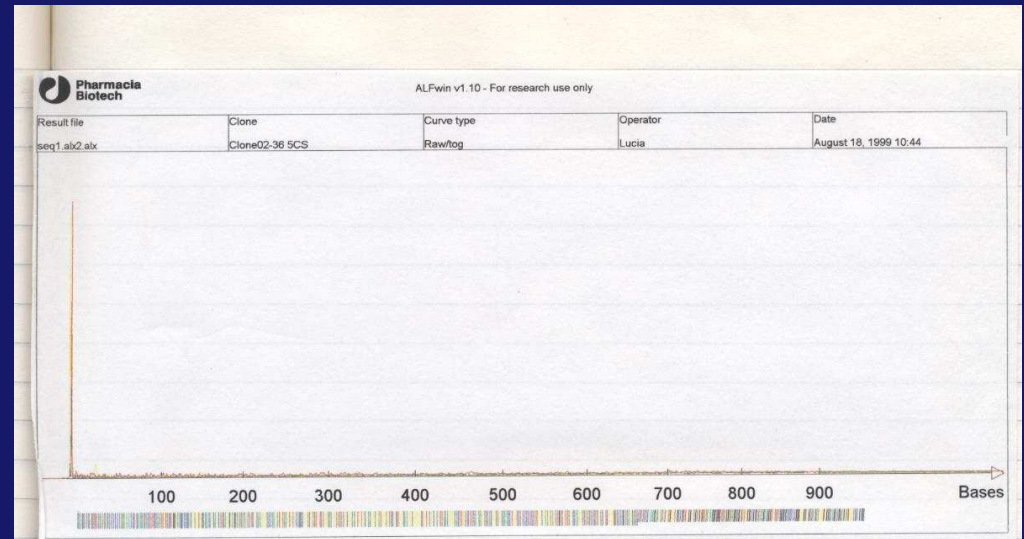 Pharmacia
Biotech
ALFwin v1.10 - For research use only
Result file Clone Curve type Operator Date
seq1.alx2.alx Clone02-36 5CS Raw/tog Lucia August 18, 1999 10:44
100 200 300 400 500 600 700 800 900 Bases